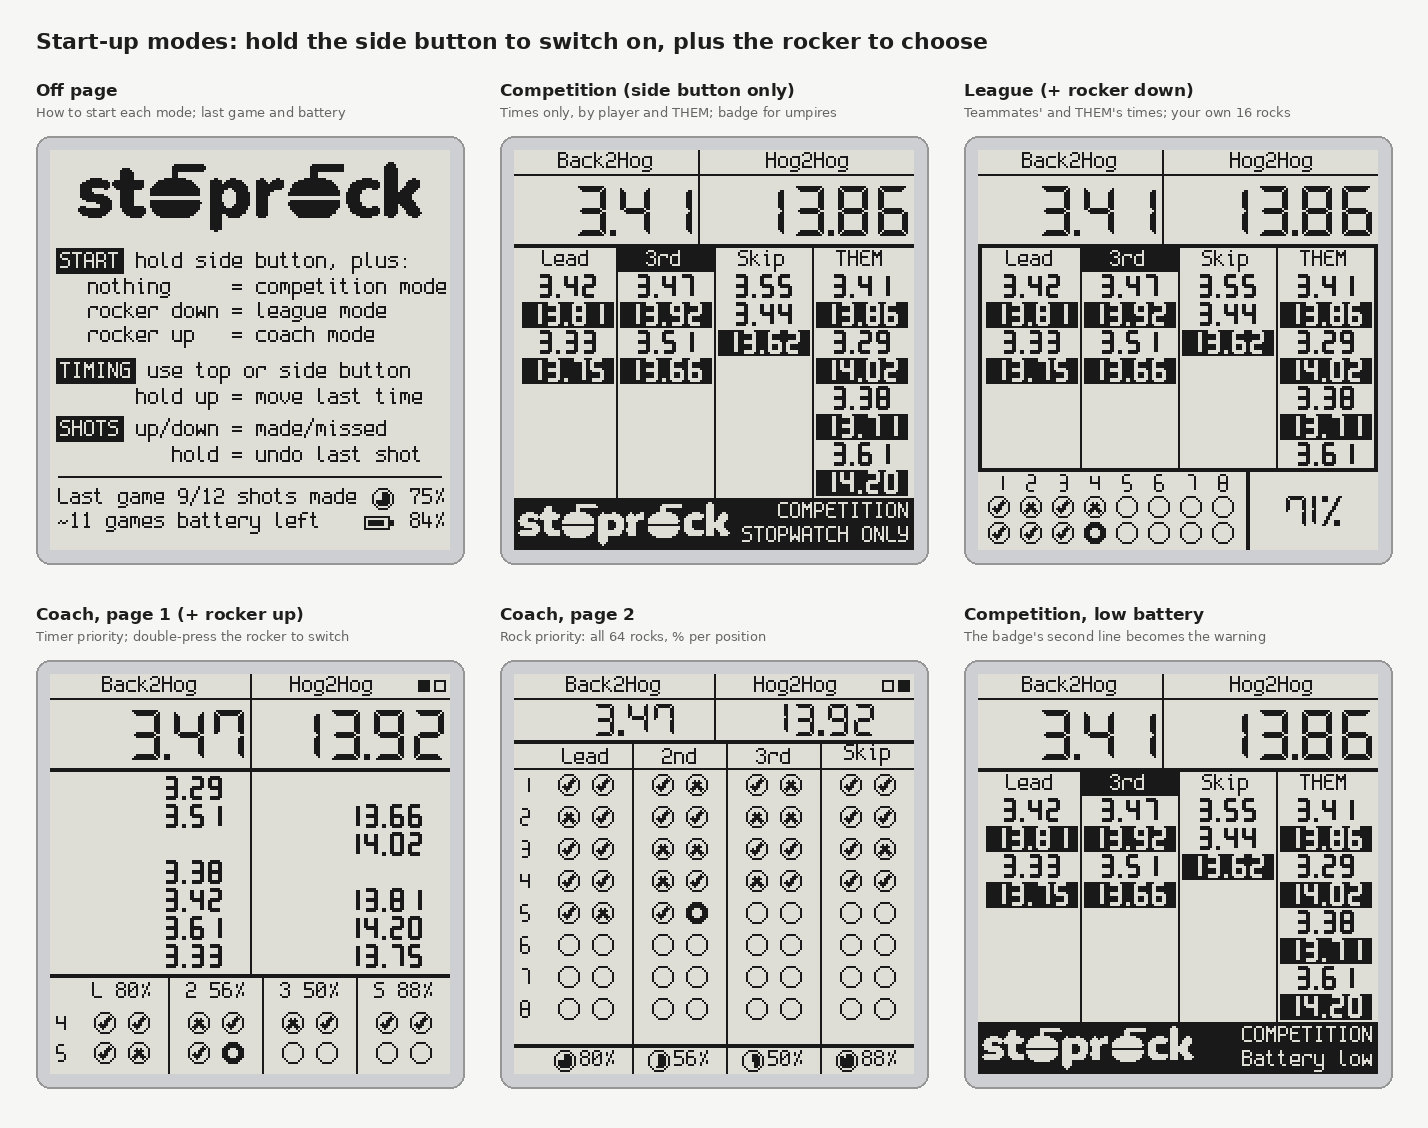 Start-up modes: hold the side button to switch on, plus the rocker to choose
Off page
How to start each mode; last game and battery
stoprock
START hold side button, plus:
nothing = competition mode
rocker down = league mode
rocker up = coach mode
TIMING use top or side button
hold up = move last time
SHOTS up/down = made/missed
hold = undo last shot
Last game 9/12 shots made 75%
~11 games battery left 84%
Competition (side button only)
Times only, by player and THEM; badge for umpires
Back2Hog Hog2Hog
3.41 13.86
Lead 3rd Skip THEM
3.42 3.47 3.55 3.41
13.81 13.92 3.44 13.86
3.33 3.51 13.62 3.29
13.75 13.66 14.02
3.38
13.71
3.61
14.20
stoprock COMPETITION
STOPWATCH ONLY
League (+ rocker down)
Teammates' and THEM's times; your own 16 rocks
Back2Hog Hog2Hog
3.41 13.86
Lead 3rd Skip THEM
3.42 3.47 3.55 3.41
13.81 13.92 3.44 13.86
3.33 3.51 13.62 3.29
13.75 13.66 14.02
3.38
13.71
3.61
1 2 3 4 5 6 7 8
71%
Coach, page 1 (+ rocker up)
Timer priority; double-press the rocker to switch
Back2Hog Hog2Hog
3.47 13.92
3.29
3.51 13.66
14.02
3.38
3.42 13.81
3.61 14.20
3.33 13.75
L 80% 2 56% 3 50% S 88%
4
5
Coach, page 2
Rock priority: all 64 rocks, % per position
Back2Hog Hog2Hog
3.47 13.92
Lead 2nd 3rd Skip
1
2
3
4
5
6
7
8
80% 56% 50% 88%
Competition, low battery
The badge's second line becomes the warning
Back2Hog Hog2Hog
3.41 13.86
Lead 3rd Skip THEM
3.42 3.47 3.55 3.41
13.81 13.92 3.44 13.86
3.33 3.51 13.62 3.29
13.75 13.66 14.02
3.38
13.71
3.61
14.20
stoprock COMPETITION
Battery low